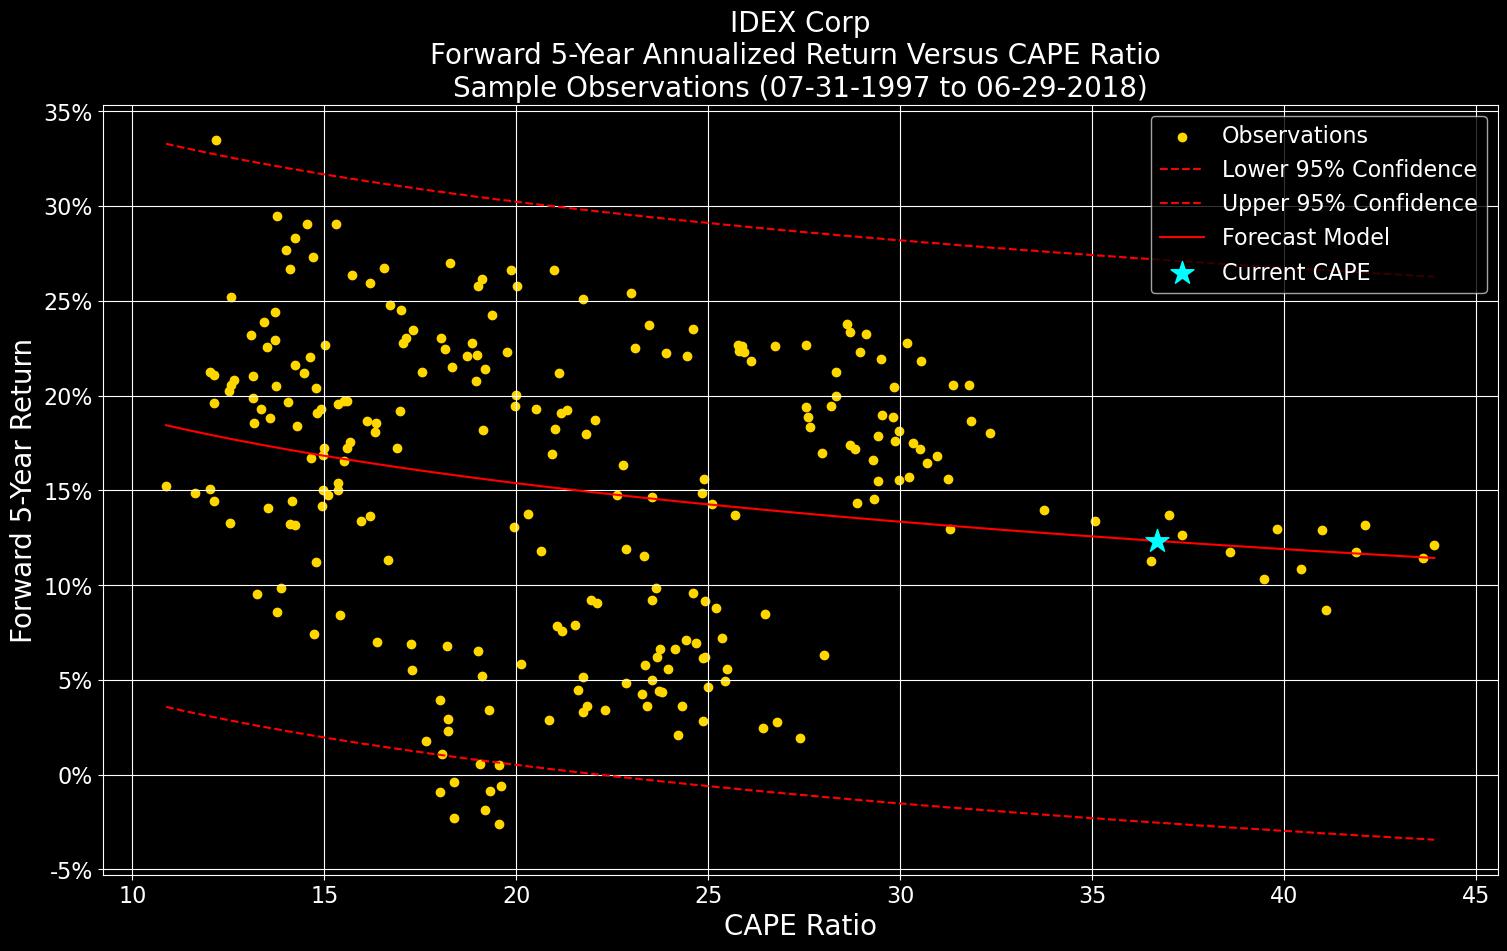 IDEX Corp
Forward 5-Year Annualized Return Versus CAPE Ratio
Sample Observations (07-31-1997 to 06-29-2018)
35%
30%
25%
20%
15%
10%
5%
0%
-5%
Forward 5-Year Return
Observations
Lower 95% Confidence
Upper 95% Confidence
Forecast Model
Current CAPE
10 15 20 25 30 35 40 45
CAPE Ratio